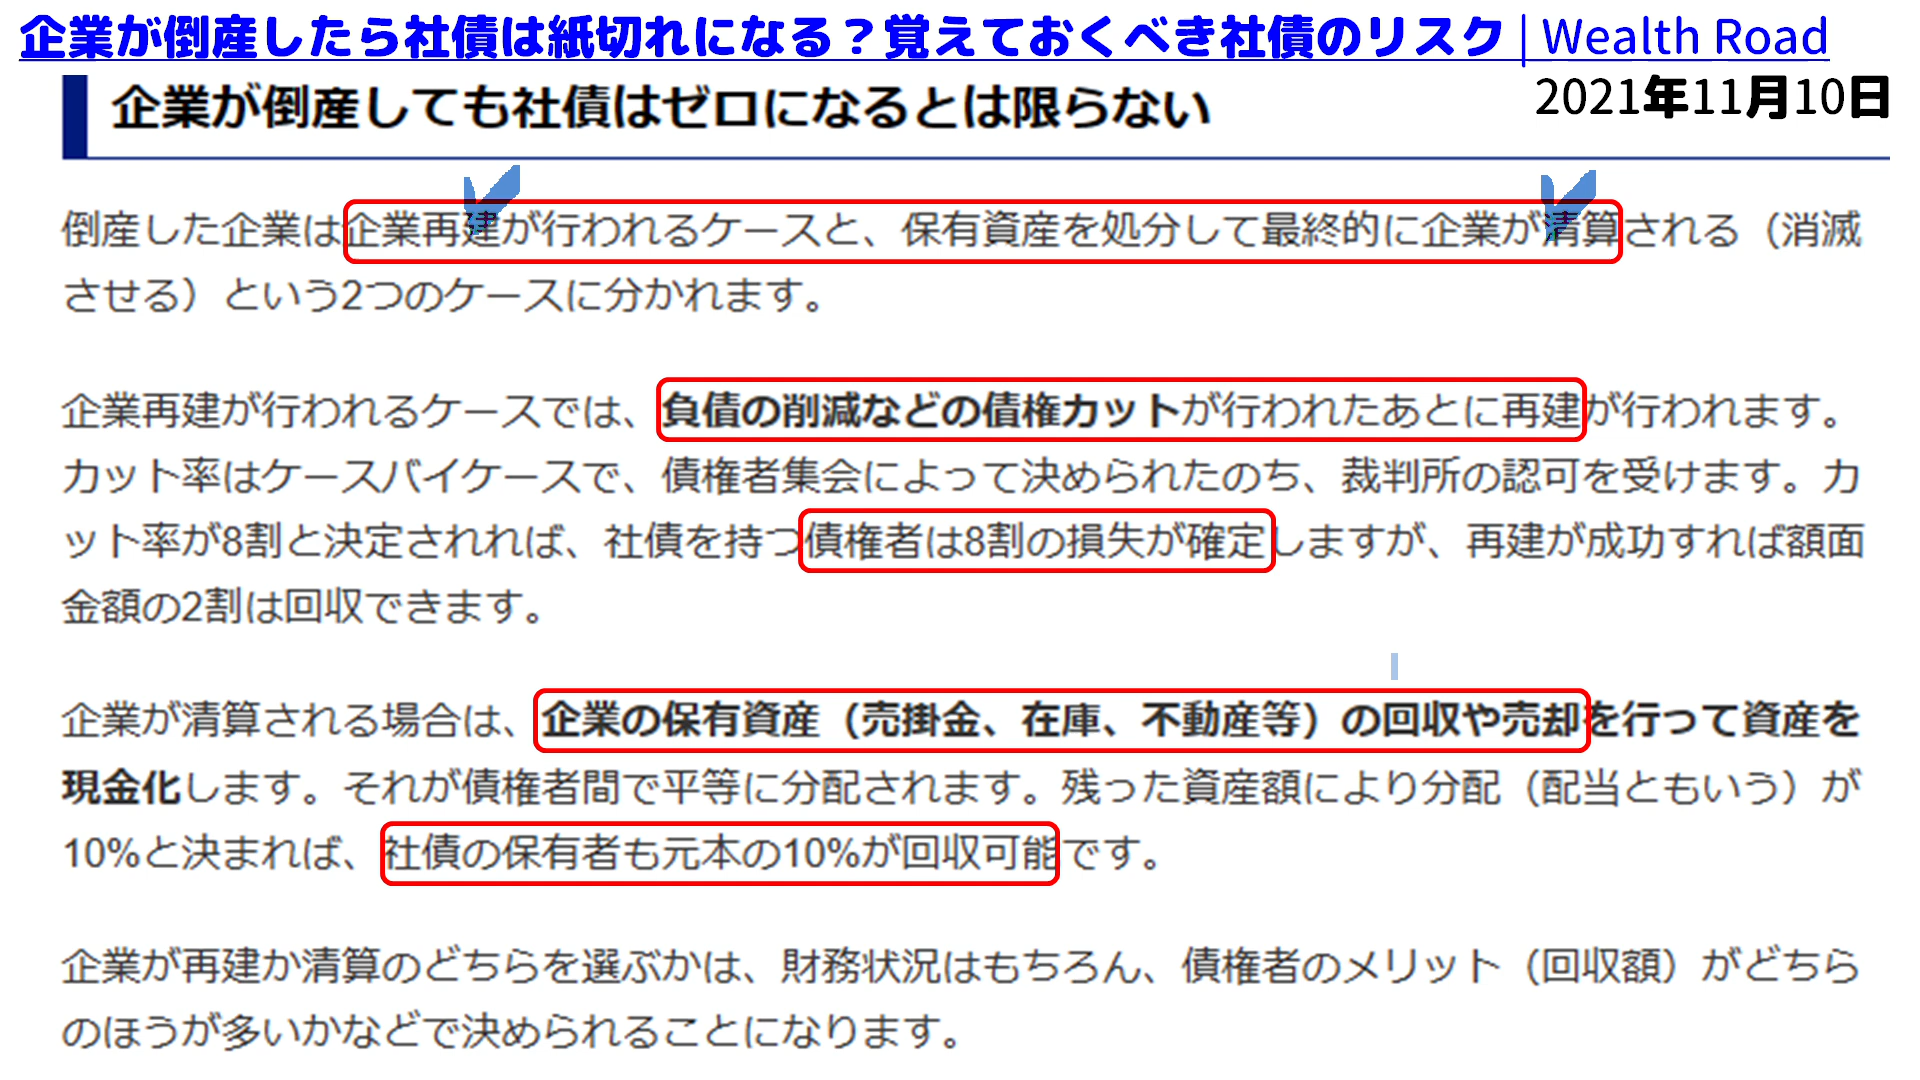 企業が倒産したら社債は紙切れになる？覚えておくべき社債のリスク | Wealth Road
2021年11月10日
企業が倒産しても社債はゼロになるとは限らない
倒産した企業は企業再建が行われるケースと、保有資産を処分して最終的に企業が清算される（消滅
させる）という2つのケースに分かれます。
企業再建が行われるケースでは、負債の削減などの債権カットが行われたあとに再建が行われます。
カット率はケースバイケースで、債権者集会によって決められたのち、裁判所の認可を受けます。カ
ット率が8割と決定されれば、社債を持つ債権者は8割の損失が確定しますが、再建が成功すれば額面
金額の2割は回収できます。
企業が清算される場合は、企業の保有資産（売掛金、在庫、不動産等）の回収や売却を行って資産を
現金化します。それが債権者間で平等に分配されます。残った資産額により分配（配当ともいう）が
10%と決まれば、社債の保有者も元本の10%が回収可能です。
企業が再建か清算のどちらを選ぶかは、財務状況はもちろん、債権者のメリット（回収額）がどちら
のほうが多いかなどで決められることになります。